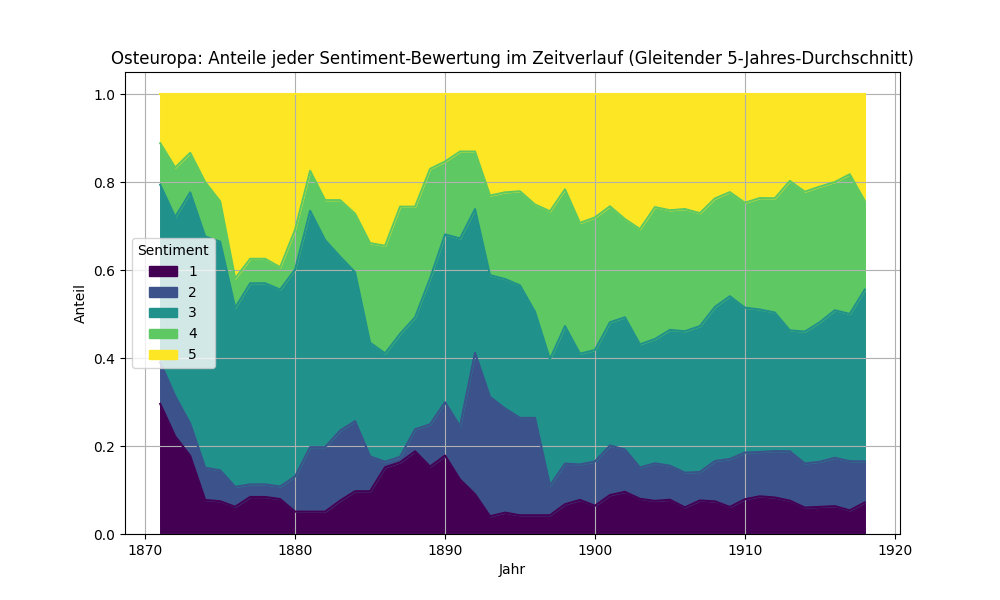 Osteuropa: Anteile jeder Sentiment-Bewertung im Zeitverlauf (Gleitender 5-Jahres-Durchschnitt)
1.0
0.8
0.6
0.4
0.2
0.0
Anteil
Sentiment
1
2
3
4
5
1870 1880 1890 1900 1910 1920
Jahr